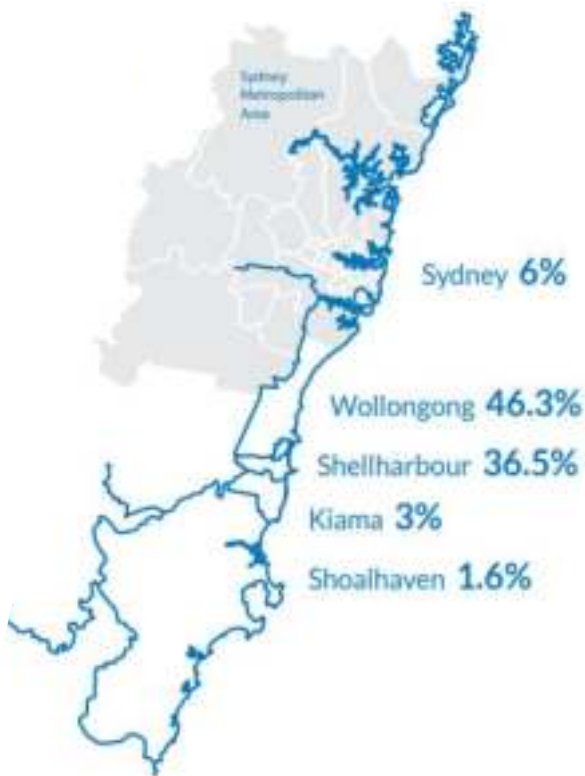 Sydney
Metropolitan
Area
Sydney 6%
Wollongong 46.3%
Shellharbour 36.5%
Kiama 3%
Shoalhaven 1.6%